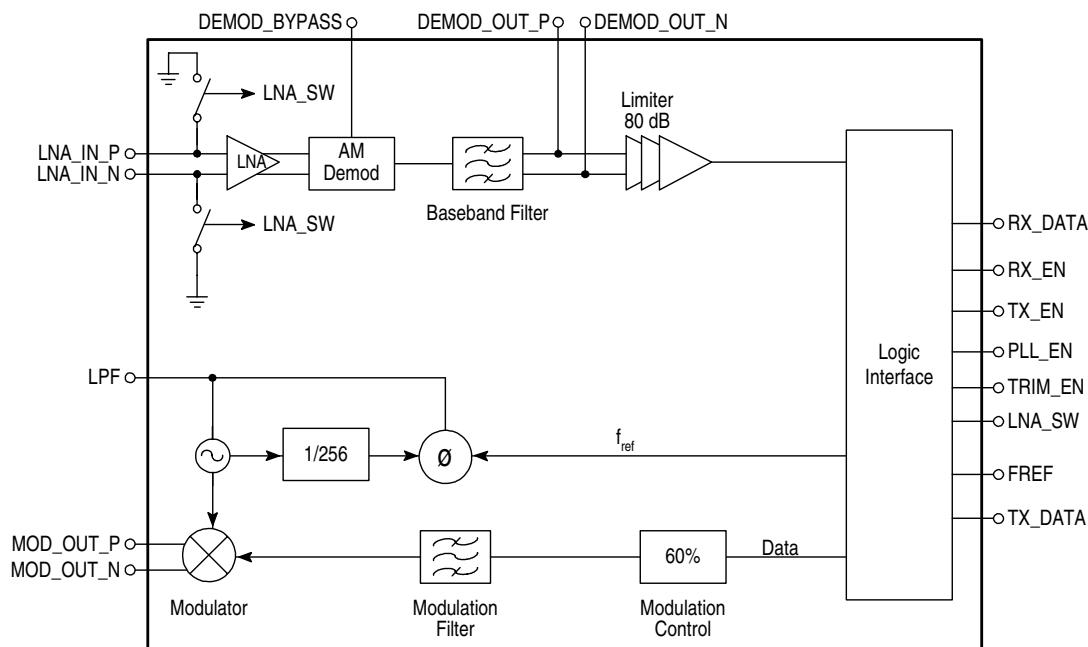 DEMOD_BYPASS
DEMOD_OUT_P
DEMOD_OUT_N
LNA_SW
Limiter
80 dB
LNA_IN_P
LNA_IN_N
LNA
AM
Demod
Baseband Filter
LNA_SW
RX_DATA
RX_EN
TX_EN
PLL_EN
TRIM_EN
LNA_SW
FREF
TX_DATA
Logic
Interface
LPF
1/256
Ø
fref
MOD_OUT_P
MOD_OUT_N
60%
Data
Modulator
Modulation
Filter
Modulation
Control